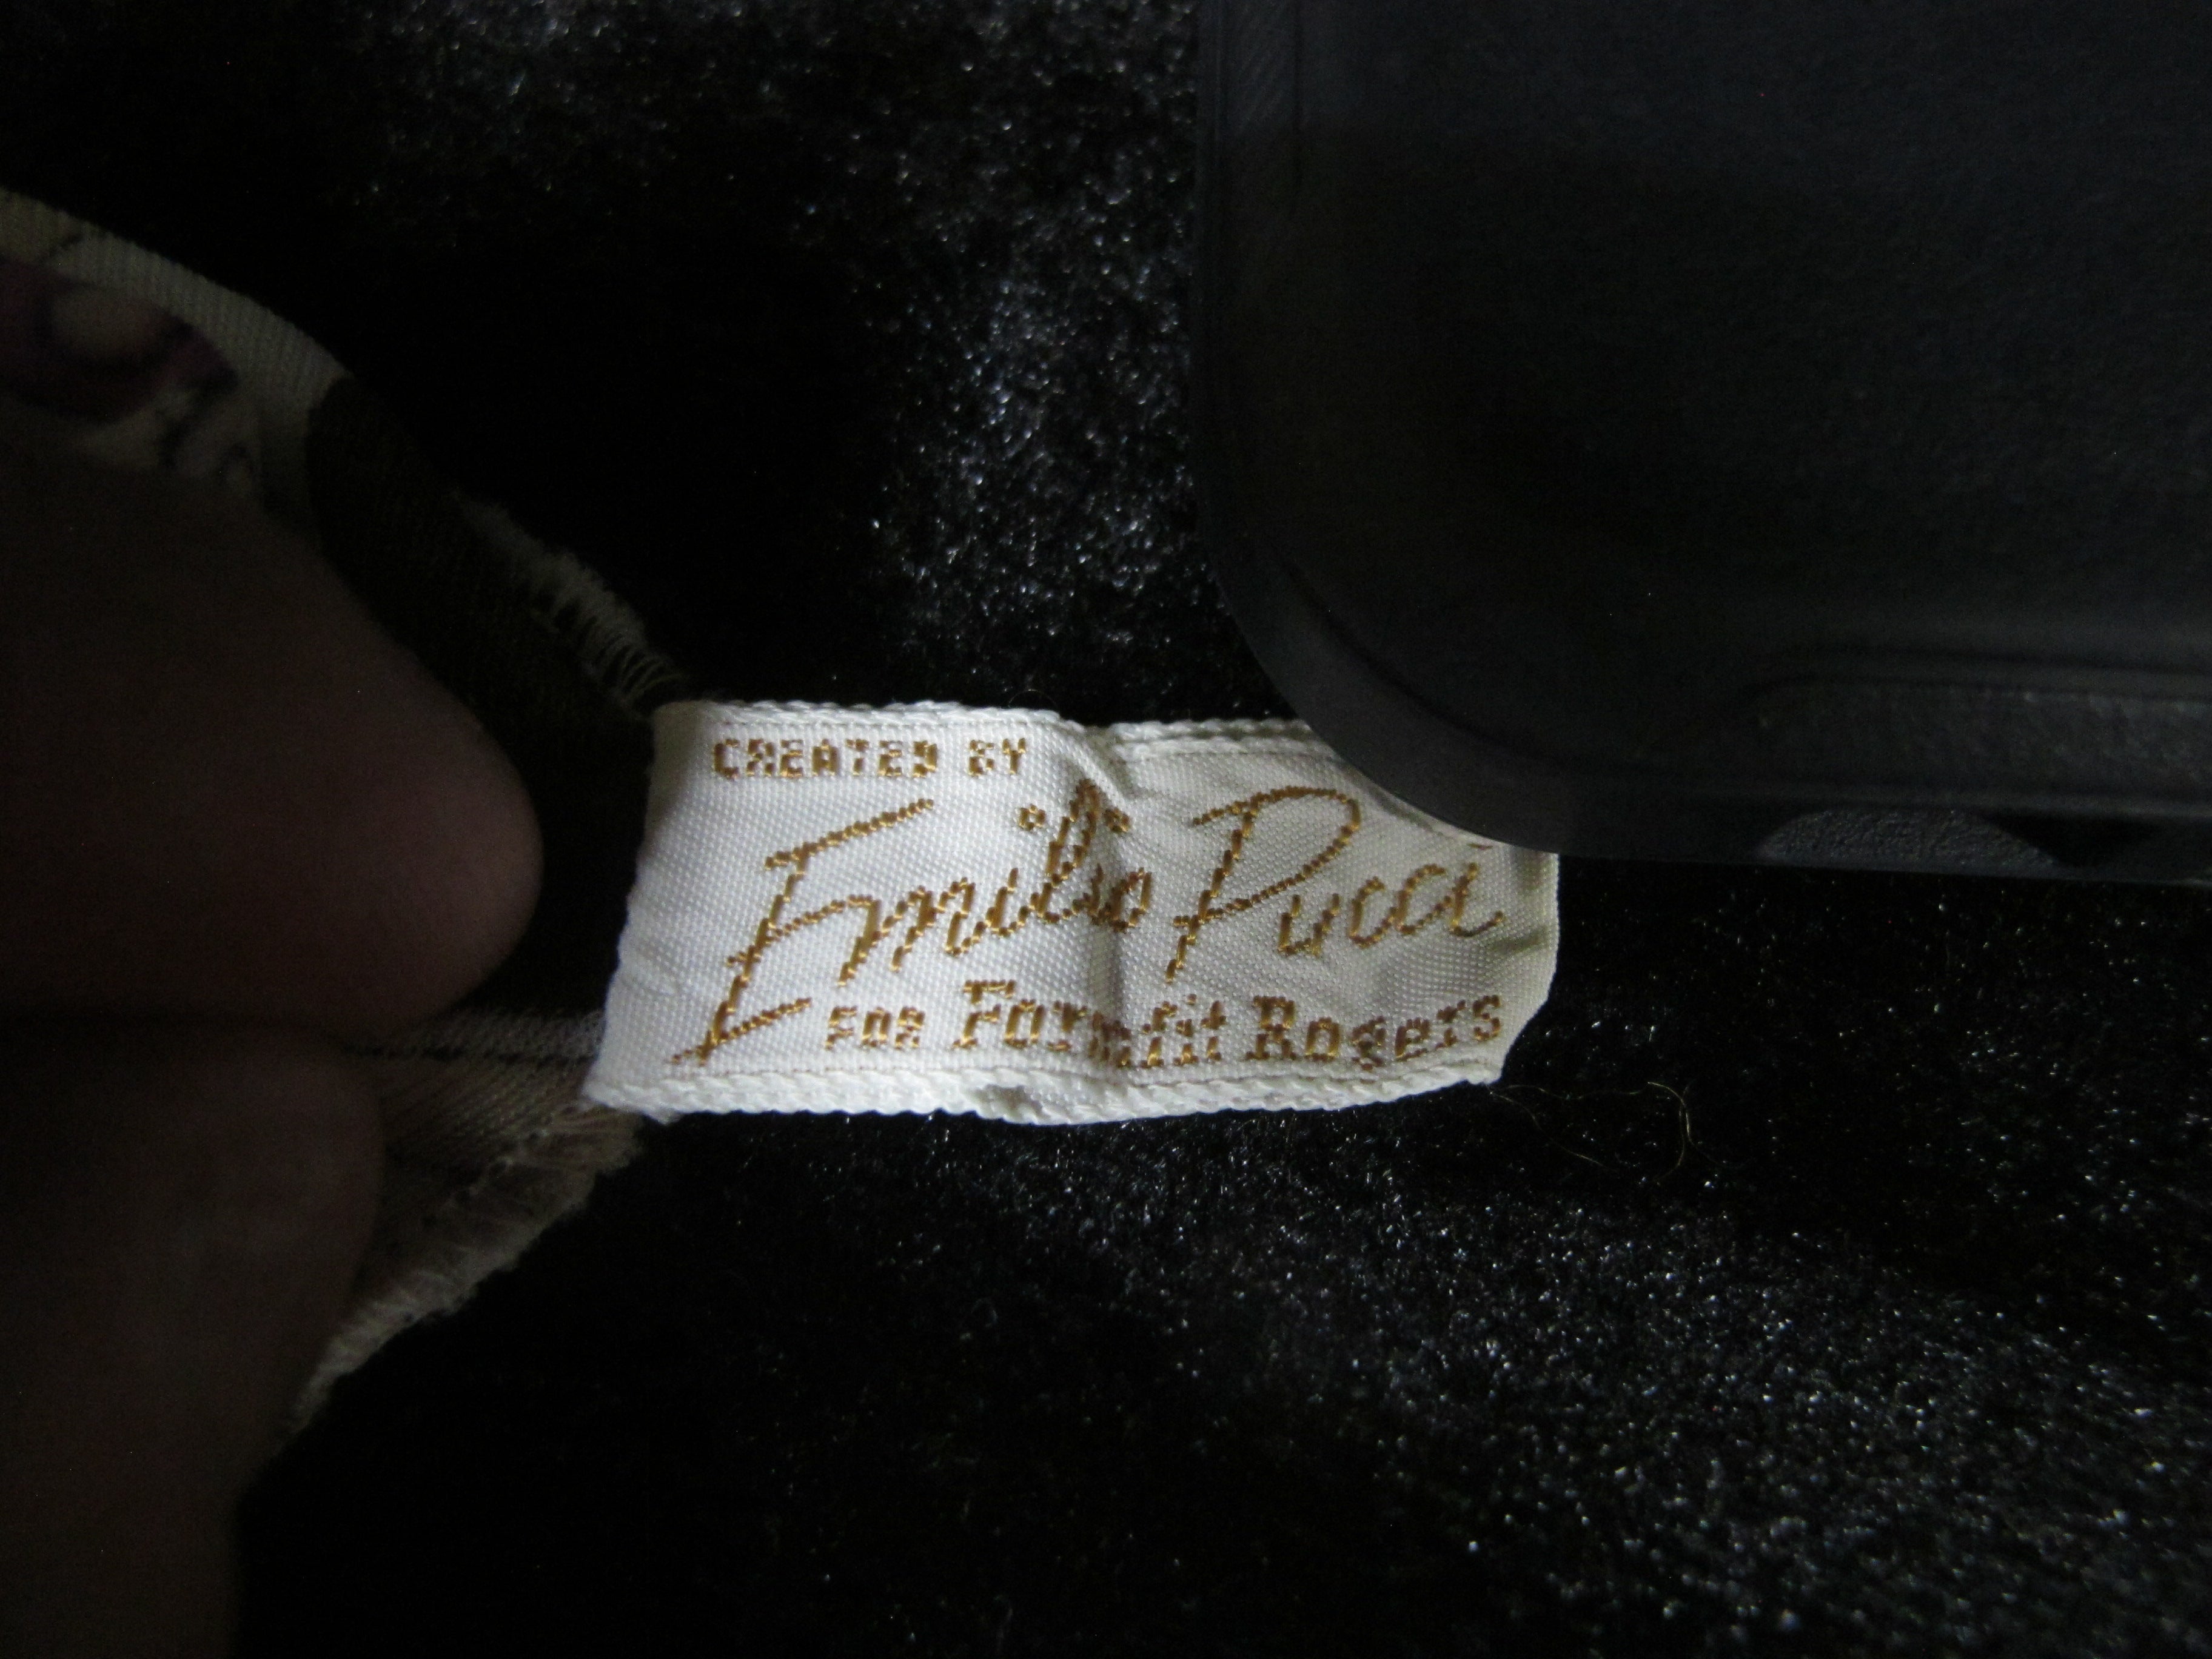 CREATED BY
Emilio Pucci
FOR Formfit Rogers